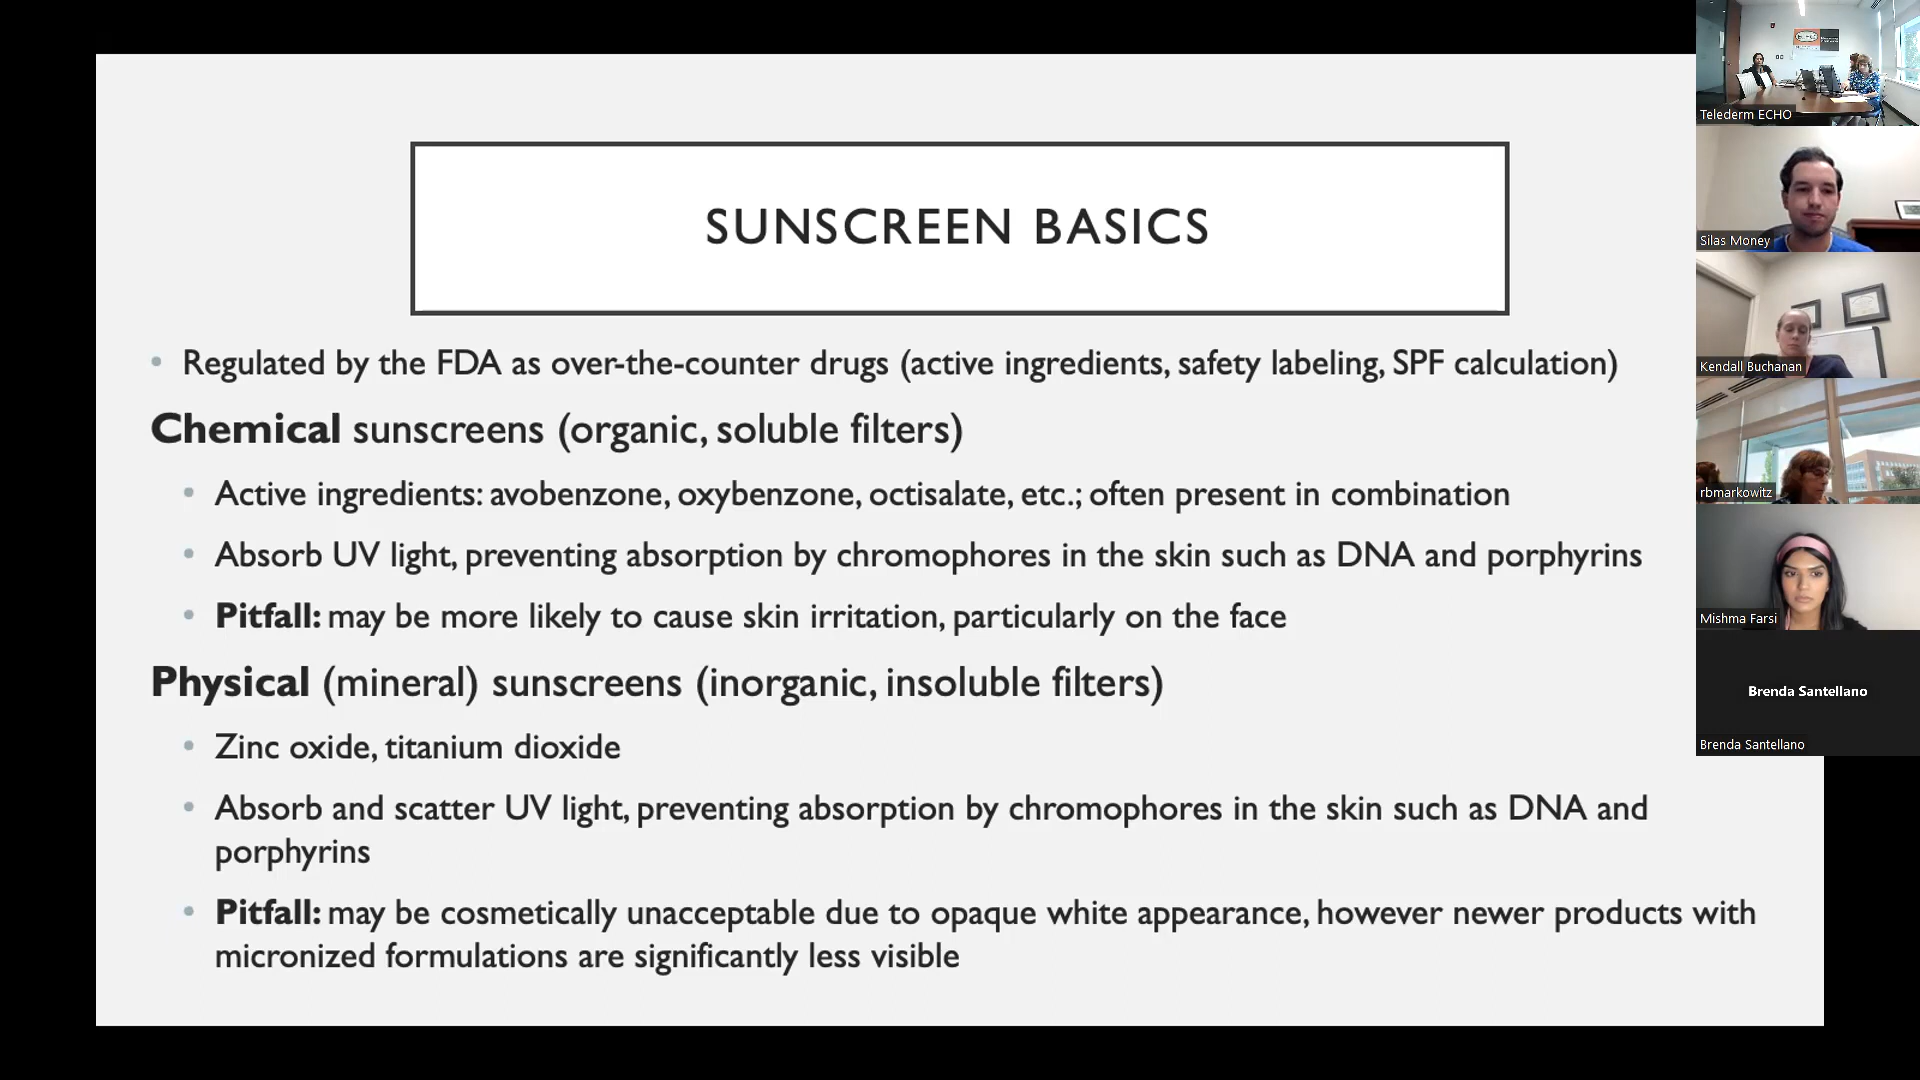 SUNSCREEN BASICS
• Regulated by the FDA as over-the-counter drugs (active ingredients, safety labeling, SPF calculation)
Chemical sunscreens (organic, soluble filters)
• Active ingredients: avobenzone, oxybenzone, octisalate, etc.; often present in combination
• Absorb UV light, preventing absorption by chromophores in the skin such as DNA and porphyrins
• Pitfall: may be more likely to cause skin irritation, particularly on the face
Physical (mineral) sunscreens (inorganic, insoluble filters)
• Zinc oxide, titanium dioxide
• Absorb and scatter UV light, preventing absorption by chromophores in the skin such as DNA and
porphyrins
• Pitfall: may be cosmetically unacceptable due to opaque white appearance, however newer products with
micronized formulations are significantly less visible
Telederm ECHO
Silas Money
Kendall Buchanan
rbmarkowitz
Mishma Farsi
Brenda Santellano
Brenda Santellano